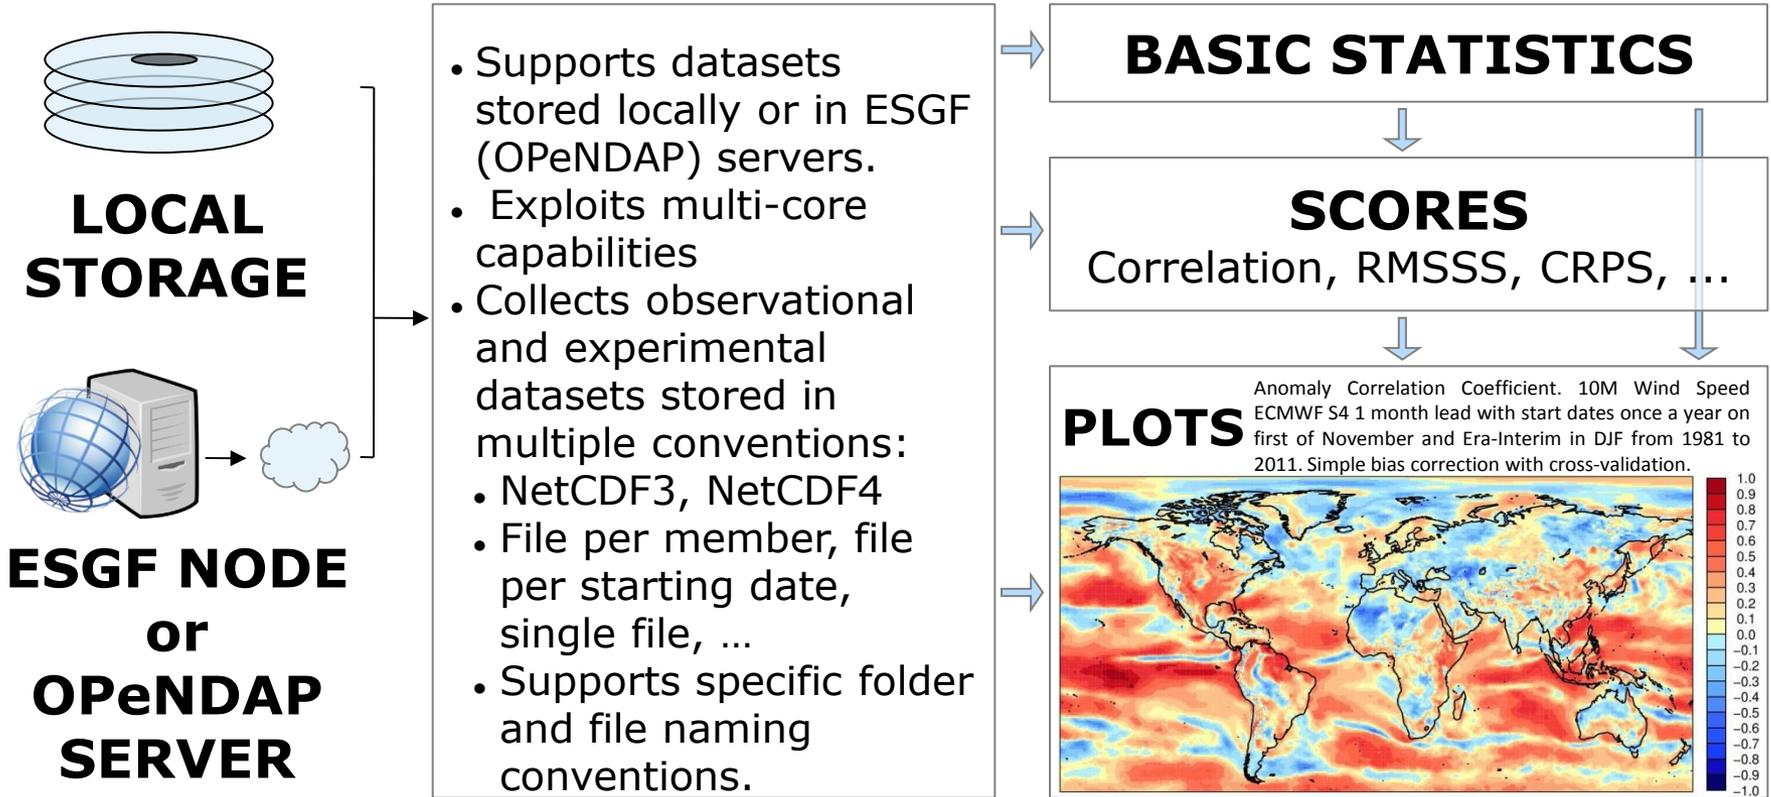 LOCAL
STORAGE
ESGF NODE
or
OPeNDAP
SERVER
• Supports datasets
stored locally or in ESGF
(OPeNDAP) servers.
• Exploits multi-core
capabilities
• Collects observational
and experimental
datasets stored in
multiple conventions:
• NetCDF3, NetCDF4
• File per member, file
per starting date,
single file, ...
• Supports specific folder
and file naming
conventions.
BASIC STATISTICS
SCORES
Correlation, RMSSS, CRPS, ...
PLOTS
Anomaly Correlation Coefficient. 10M Wind Speed
ECMWF S4 1 month lead with start dates once a year on
first of November and Era-Interim in DJF from 1981 to
2011. Simple bias correction with cross-validation.
1.0
0.9
0.8
0.7
0.6
0.5
0.4
0.3
0.2
0.1
0.0
−0.1
−0.2
−0.3
−0.4
−0.5
−0.6
−0.7
−0.8
−0.9
−1.0